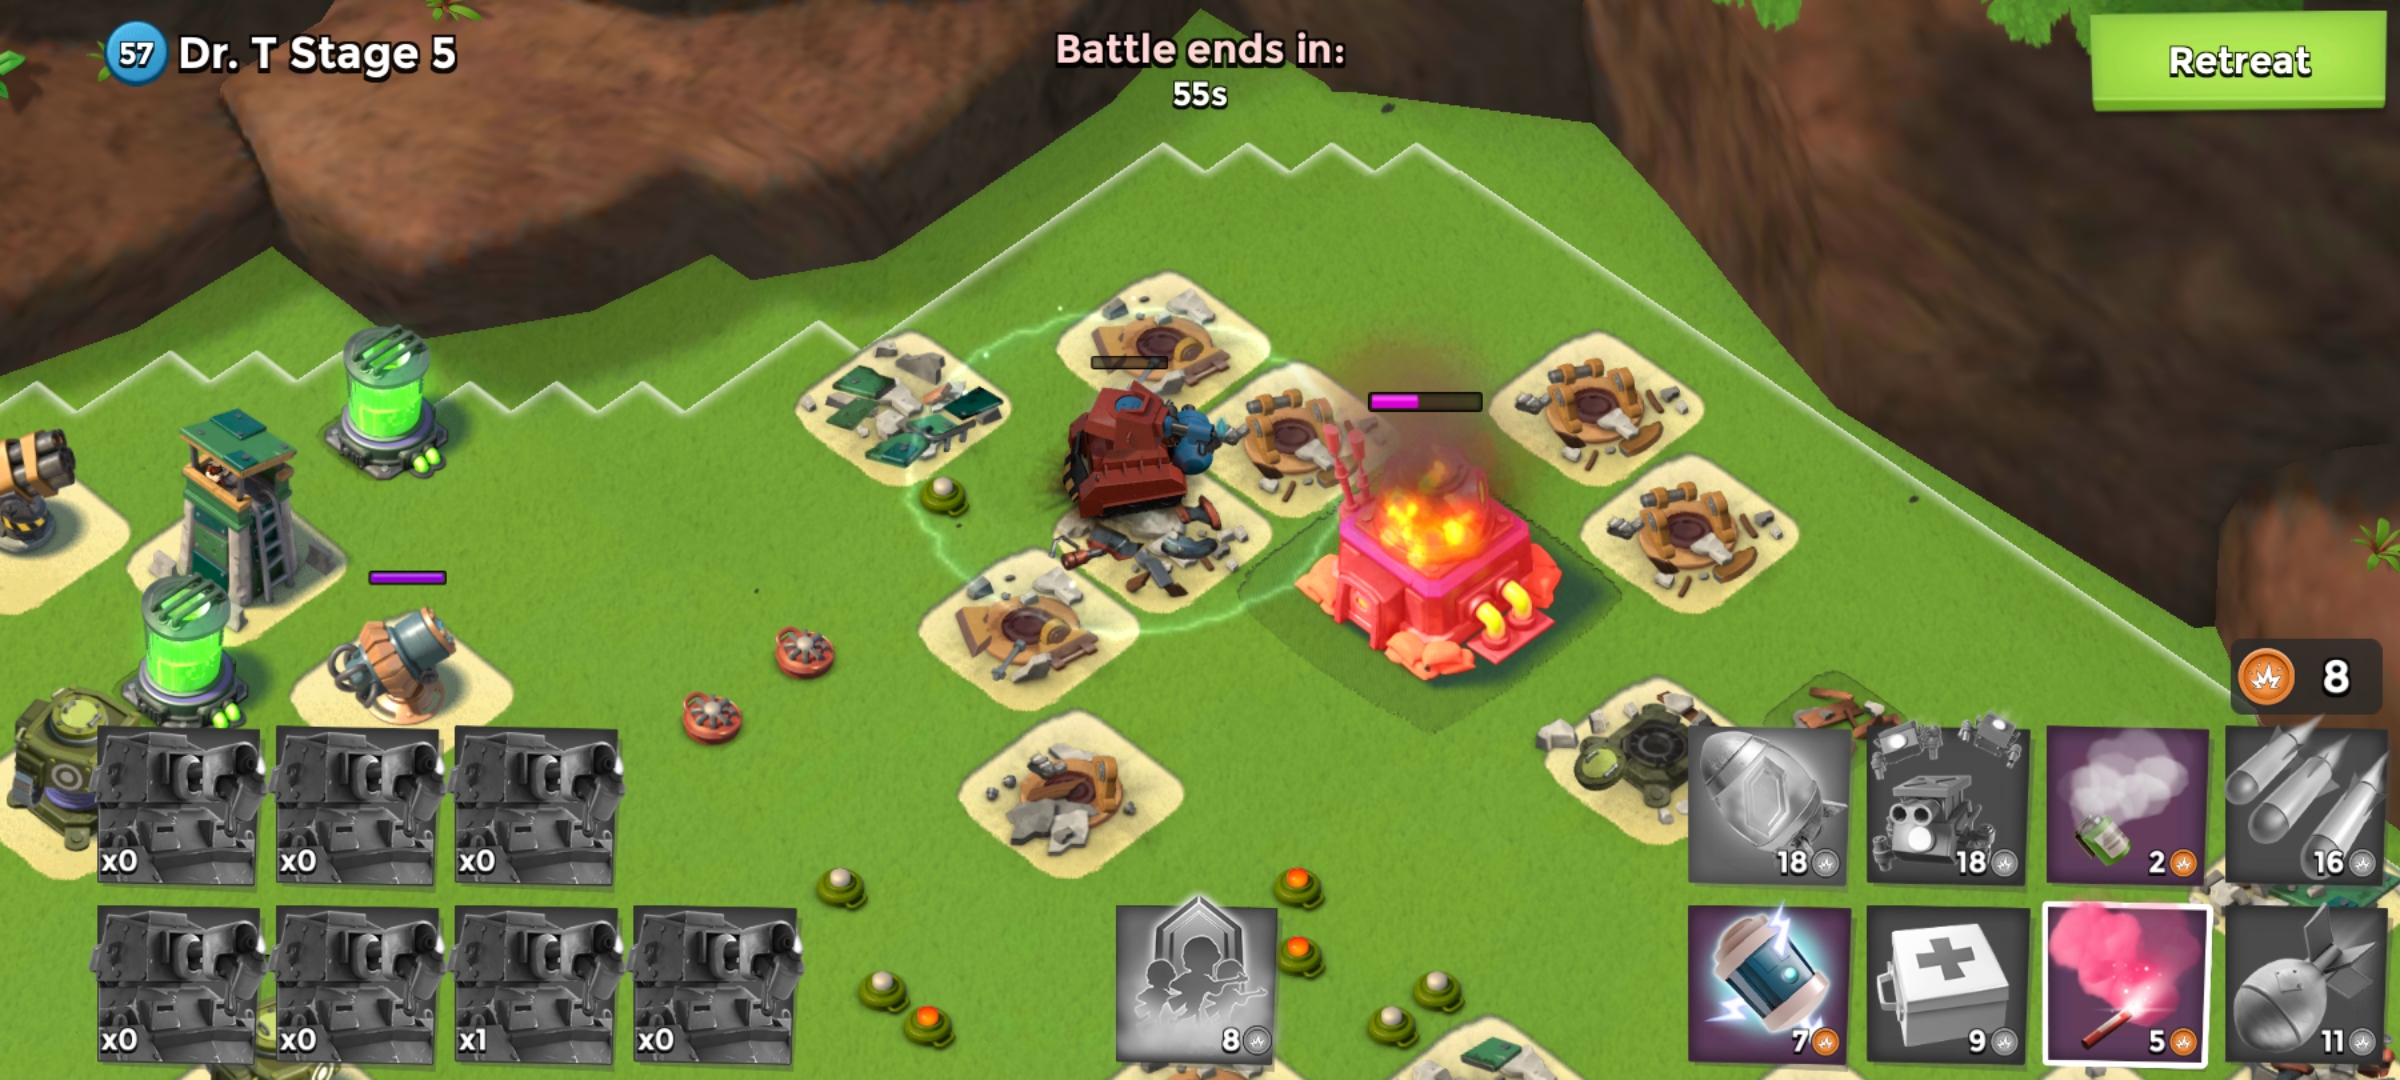 57 Dr. T Stage 5
Battle ends in:
55s
Retreat
8
x0 x0 x0
18 18 2 16
x0 x0 x1 x0
8
7 9 5 11